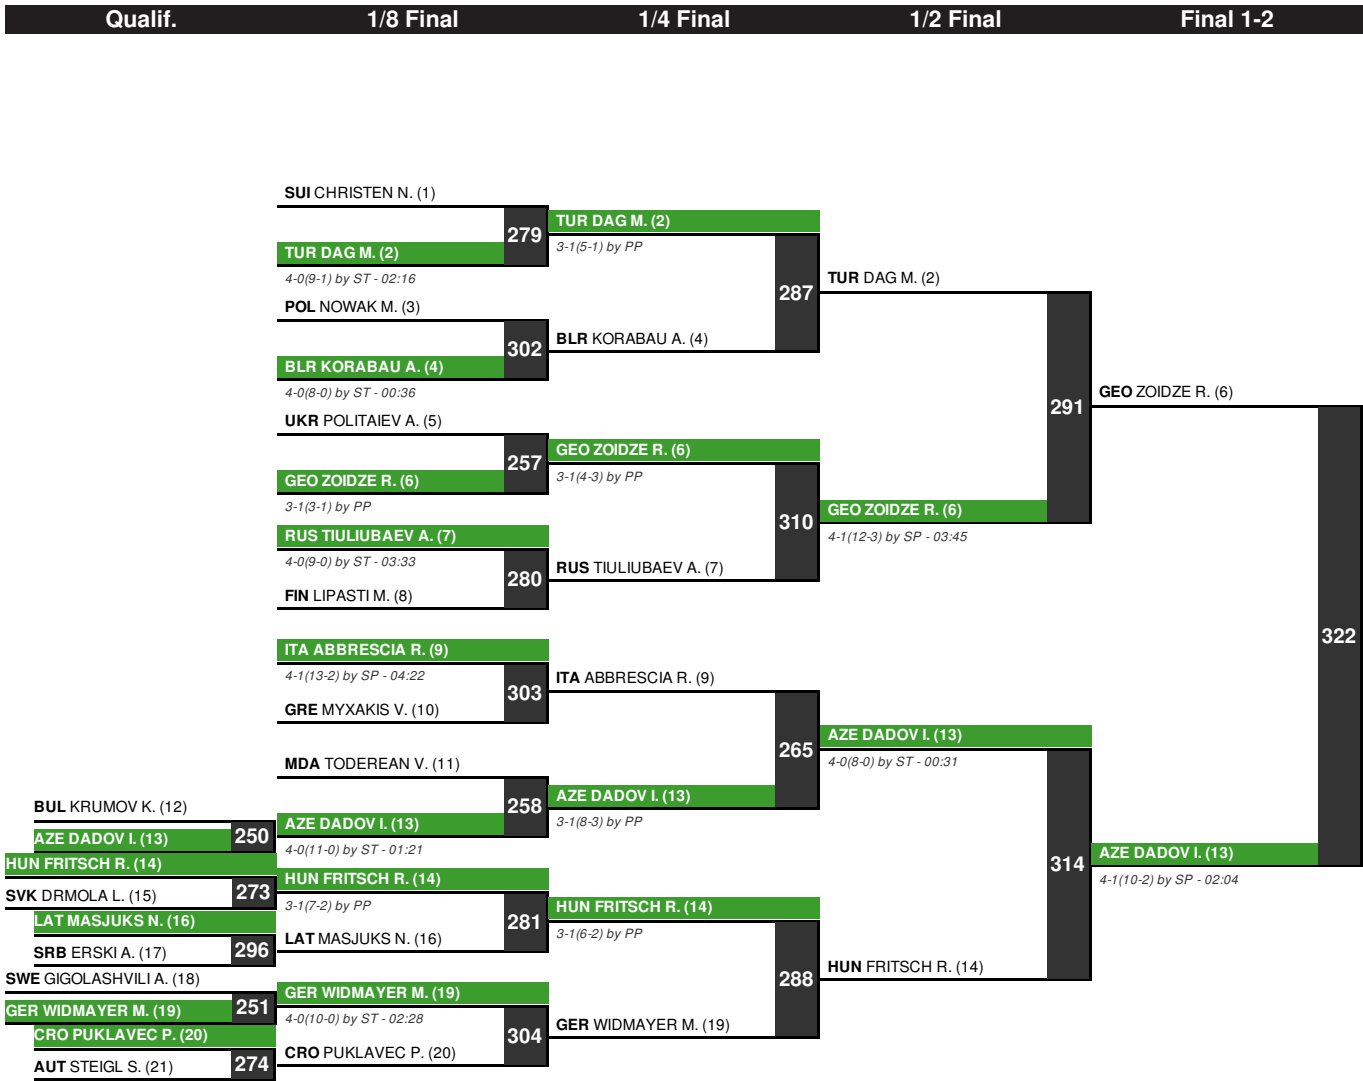 Qualif. 1/8 Final 1/4 Final 1/2 Final Final 1-2
SUI CHRISTEN N. (1)
279
TUR DAG M. (2)
4-0(9-1) by ST - 02:16
POL NOWAK M. (3)
302
BLR KORABAU A. (4)
4-0(8-0) by ST - 00:36
UKR POLITAIEV A. (5)
257
GEO ZOIDZE R. (6)
3-1(3-1) by PP
RUS TIULIUBAEV A. (7)
4-0(9-0) by ST - 03:33
280
FIN LIPASTI M. (8)
ITA ABBRESCIA R. (9)
4-1(13-2) by SP - 04:22
303
GRE MYXAKIS V. (10)
MDA TODEREAN V. (11)
258
AZE DADOV I. (13)
4-0(11-0) by ST - 01:21
HUN FRITSCH R. (14)
3-1(7-2) by PP
281
LAT MASJUKS N. (16)
GER WIDMAYER M. (19)
4-0(10-0) by ST - 02:28
304
CRO PUKLAVEC P. (20)
BUL KRUMOV K. (12)
250
AZE DADOV I. (13)
HUN FRITSCH R. (14)
273
SVK DRMOLA L. (15)
LAT MASJUKS N. (16)
296
SRB ERSKI A. (17)
SWE GIGOLASHVILI A. (18)
251
GER WIDMAYER M. (19)
CRO PUKLAVEC P. (20)
274
AUT STEIGL S. (21)
TUR DAG M. (2)
3-1(5-1) by PP
287
BLR KORABAU A. (4)
GEO ZOIDZE R. (6)
3-1(4-3) by PP
310
RUS TIULIUBAEV A. (7)
ITA ABBRESCIA R. (9)
265
AZE DADOV I. (13)
3-1(8-3) by PP
HUN FRITSCH R. (14)
3-1(6-2) by PP
288
GER WIDMAYER M. (19)
TUR DAG M. (2)
291
GEO ZOIDZE R. (6)
4-1(12-3) by SP - 03:45
AZE DADOV I. (13)
4-0(8-0) by ST - 00:31
314
HUN FRITSCH R. (14)
GEO ZOIDZE R. (6)
322
AZE DADOV I. (13)
4-1(10-2) by SP - 02:04